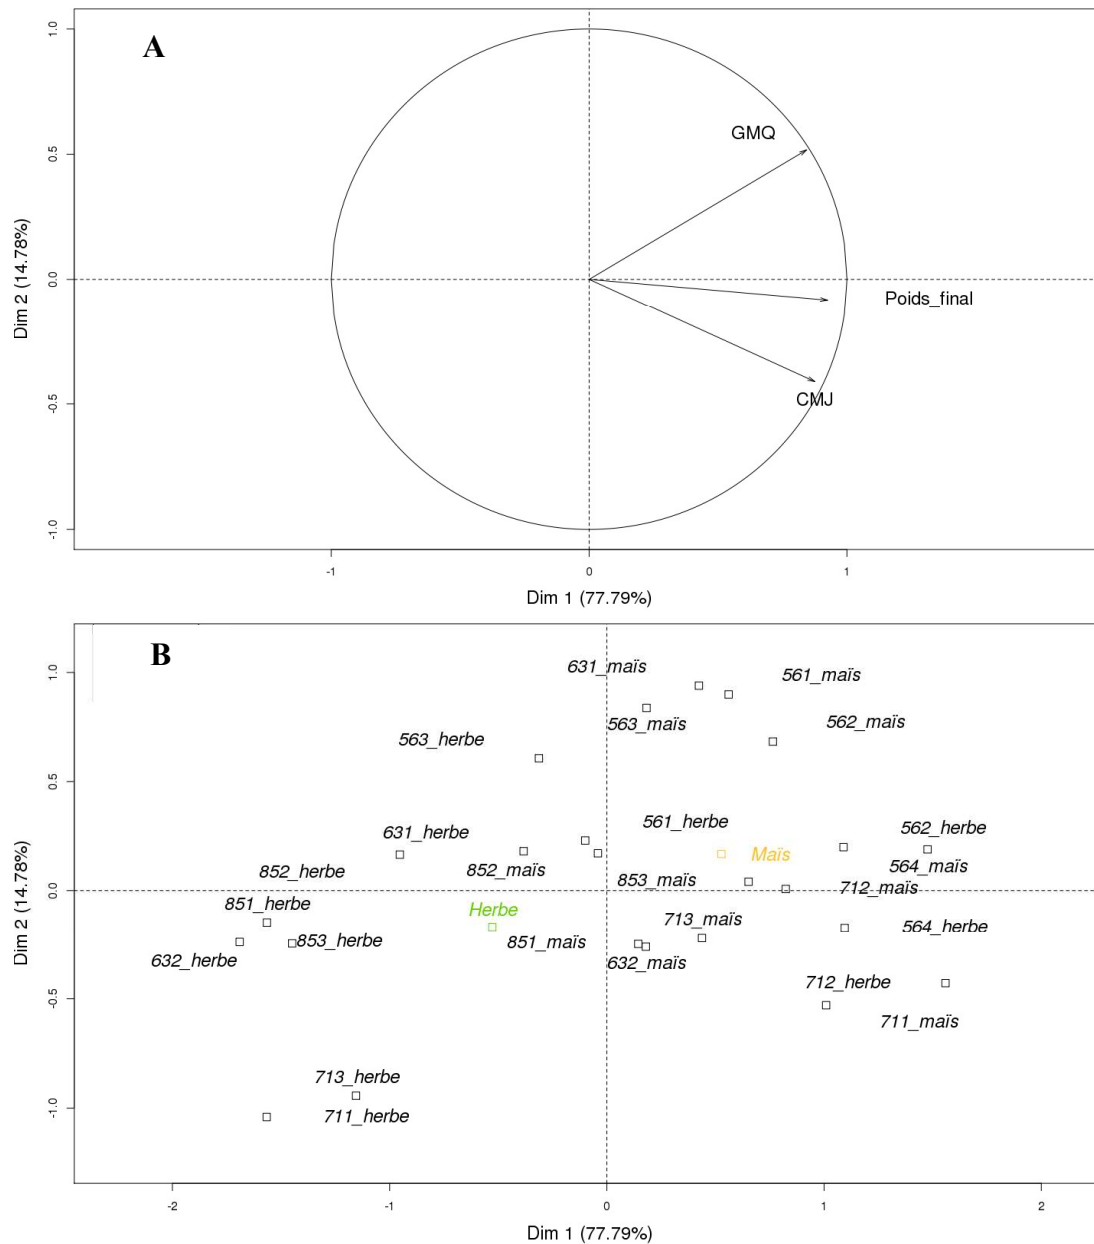 A
1.0
0.5
0.0
-0.5
-1.0
Dim 2 (14.78%)
GMQ
Poids_final
CMJ
-1
0
1
Dim 1 (77.79%)
B
1.0
0.5
0.0
-0.5
-1.0
Dim 2 (14.78%)
631_maïs
561_maïs
563_maïs
562_maïs
563_herbe
561_herbe
562_herbe
631_herbe
Maïs
852_herbe
852_maïs
853_maïs
564_maïs
712_maïs
851_herbe
Herbe
713_maïs
564_herbe
853_herbe
851_maïs
632_herbe
632_maïs
712_herbe
711_maïs
713_herbe
711_herbe
-2
-1
0
1
2
Dim 1 (77.79%)